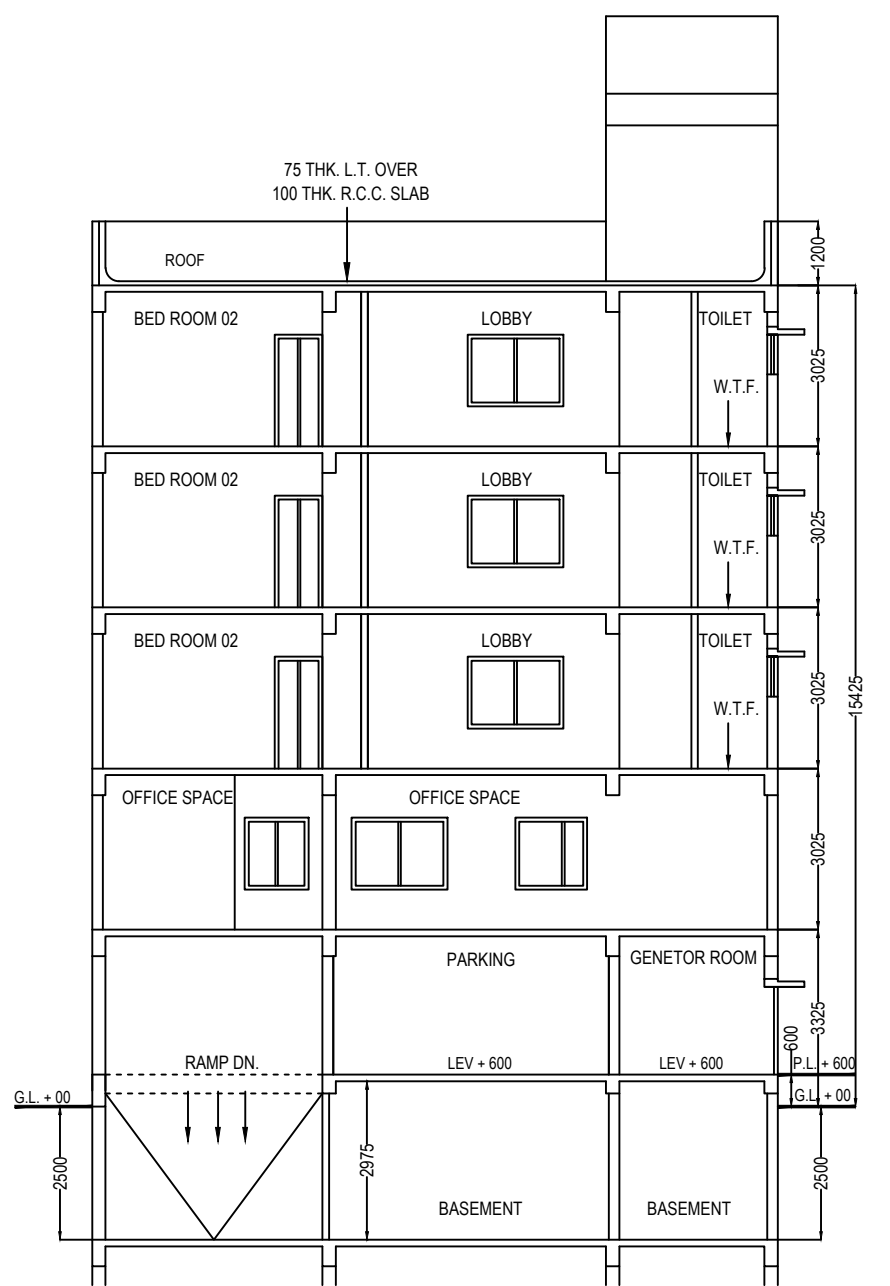 75 THK. L.T. OVER
100 THK. R.C.C. SLAB
ROOF
1200
BED ROOM 02
LOBBY
TOILET
W.T.F.
3025
BED ROOM 02
LOBBY
TOILET
W.T.F.
3025
BED ROOM 02
LOBBY
TOILET
W.T.F.
3025
15425
OFFICE SPACE
OFFICE SPACE
3025
PARKING
GENETOR ROOM
3325
600
RAMP DN.
LEV + 600
LEV + 600
P.L. + 600
G.L. + 00
G.L. + 00
2500
2975
2500
BASEMENT
BASEMENT